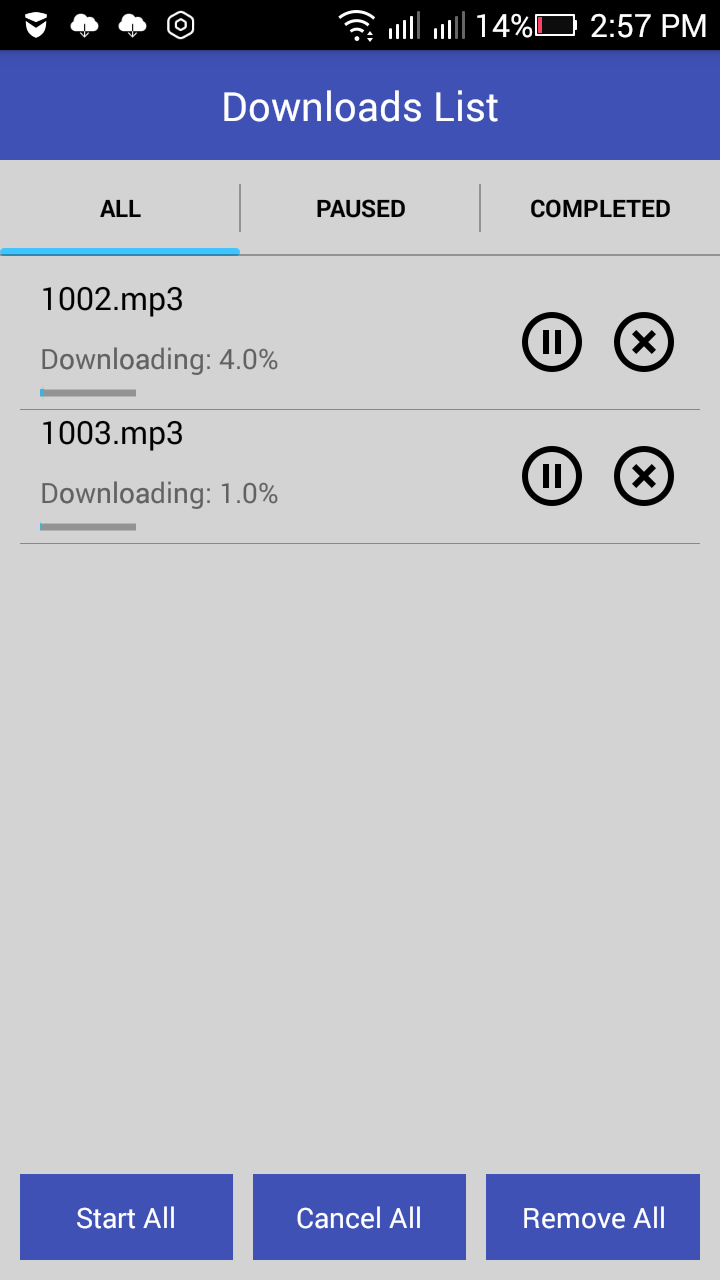 14% 2:57 PM
Downloads List
ALL PAUSED COMPLETED
1002.mp3
Downloading: 4.0%
1003.mp3
Downloading: 1.0%
Start All Cancel All Remove All